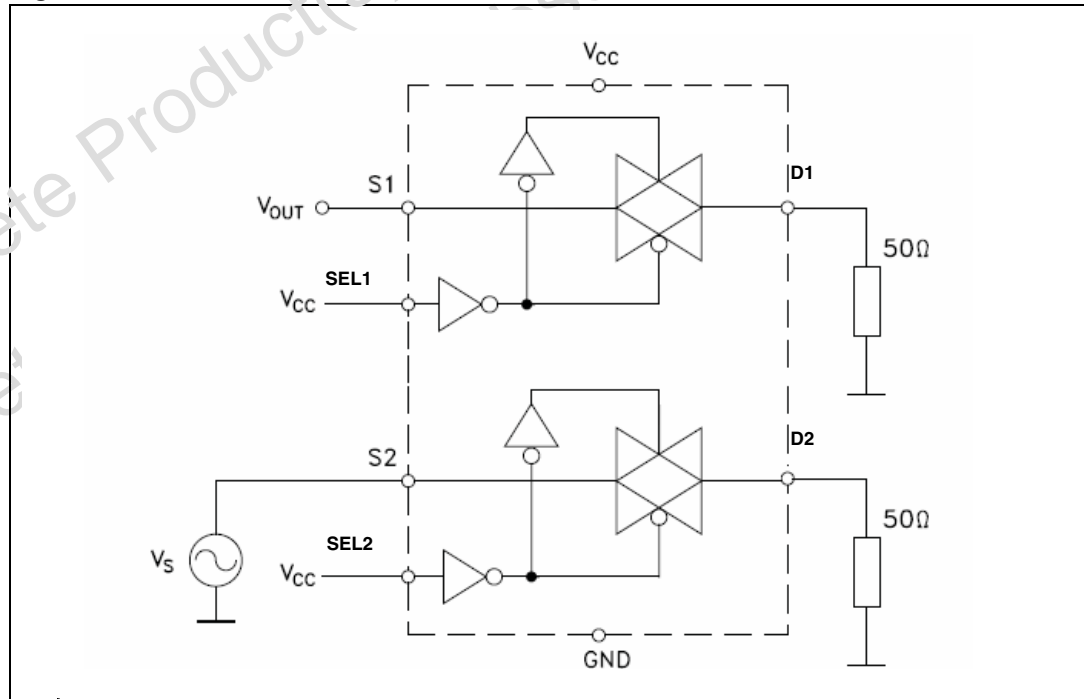 ete Product(s)
V_CC
S1
D1
V_OUT
50Ω
SEL1
V_CC
S2
D2
50Ω
SEL2
V_S
V_CC
GND